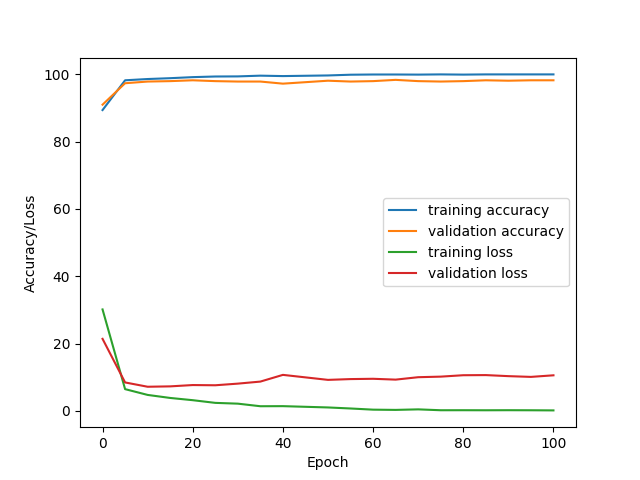 100
80
60
40
20
0
Accuracy/Loss
training accuracy
validation accuracy
training loss
validation loss
0 20 40 60 80 100
Epoch